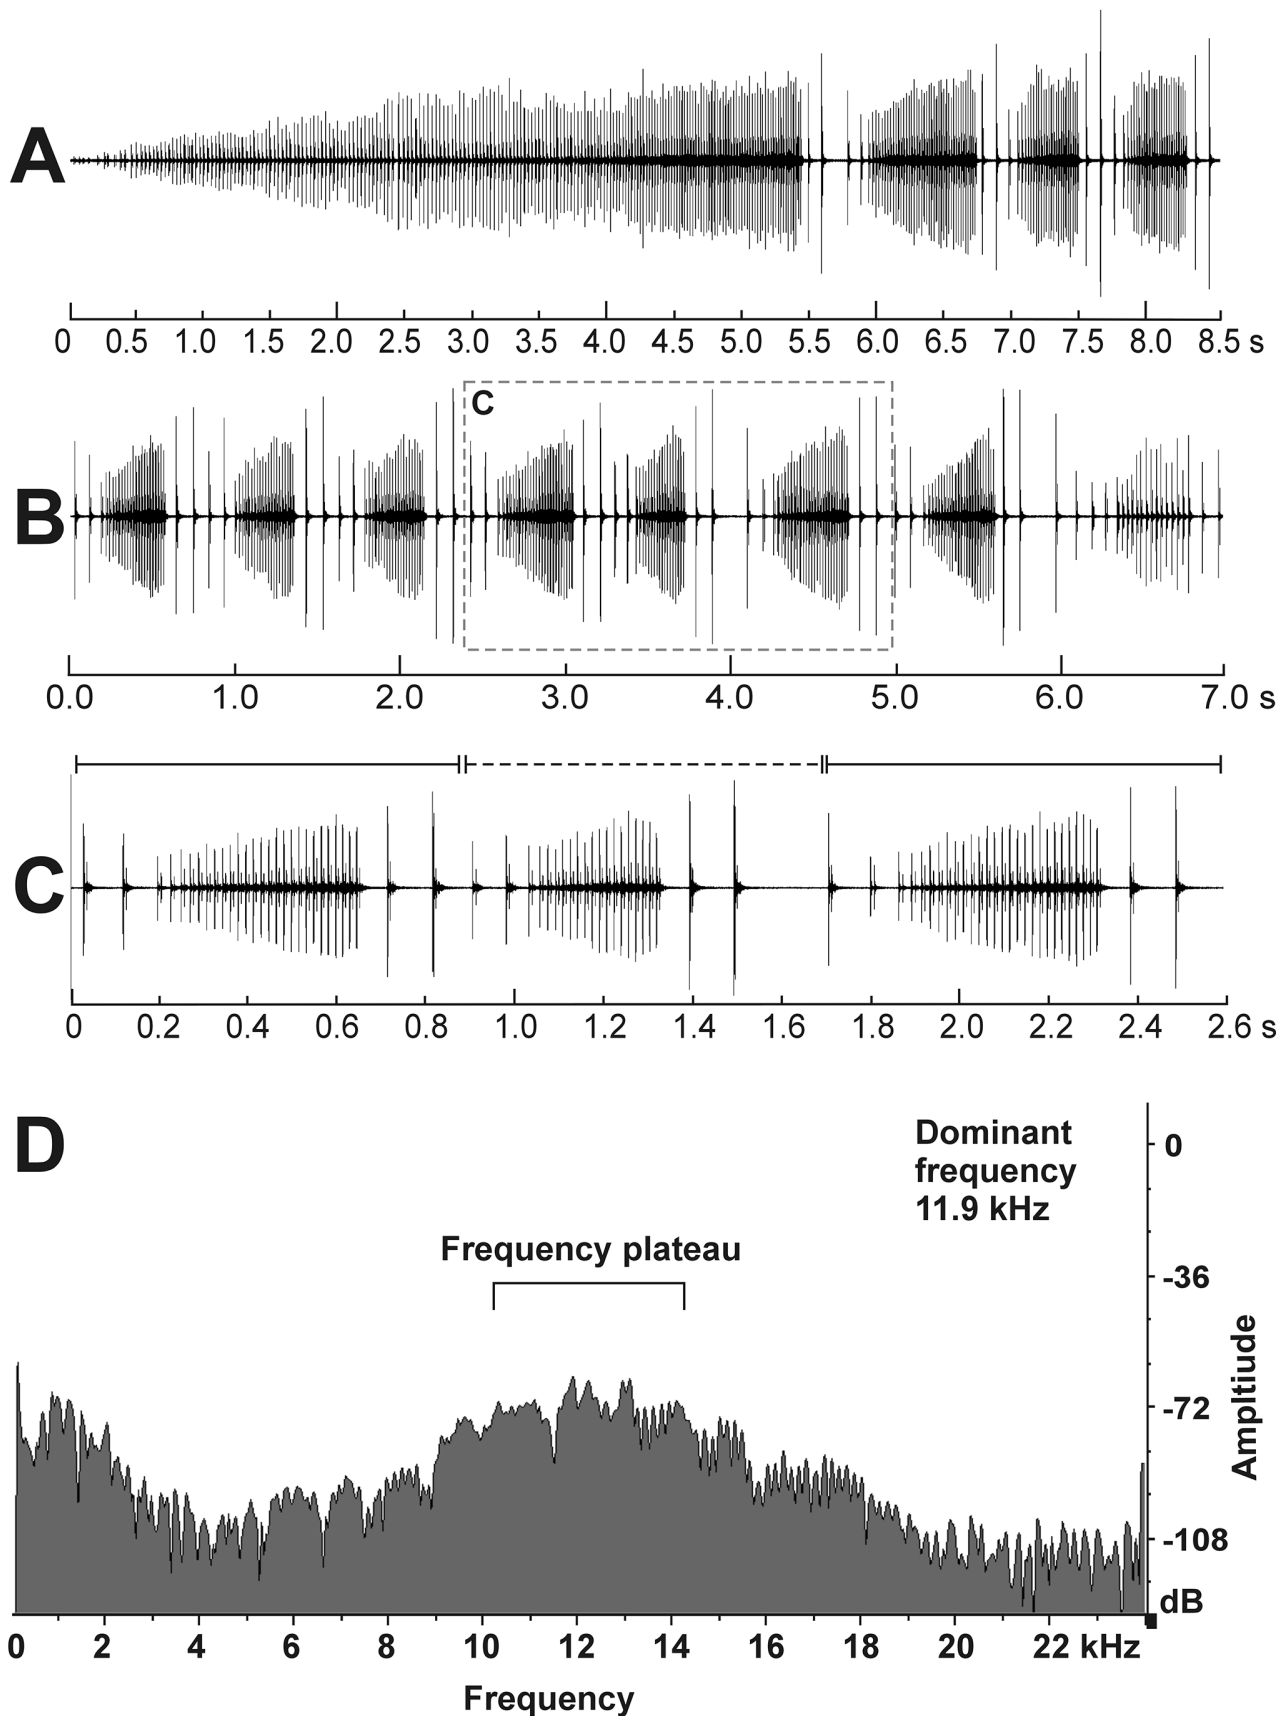 A
0 0.5 1.0 1.5 2.0 2.5 3.0 3.5 4.0 4.5 5.0 5.5 6.0 6.5 7.0 7.5 8.0 8.5 s
C
B
0.0 1.0 2.0 3.0 4.0 5.0 6.0 7.0 s
C
0 0.2 0.4 0.6 0.8 1.0 1.2 1.4 1.6 1.8 2.0 2.2 2.4 2.6 s
D
Dominant
frequency
11.9 kHz
Frequency plateau
0
-36
-72
-108
dB
Ampltiude
0 2 4 6 8 10 12 14 16 18 20 22 kHz
Frequency